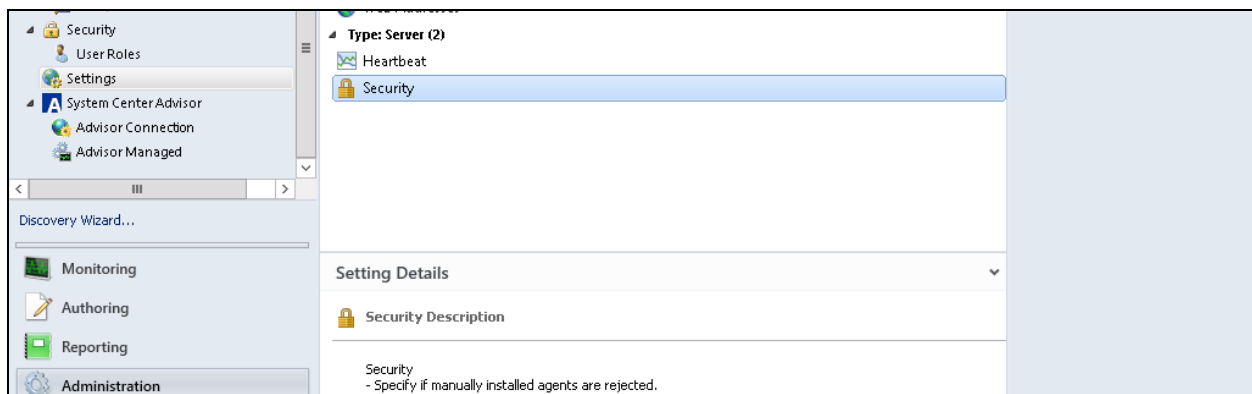 Security
User Roles
Settings
System Center Advisor
Advisor Connection
Advisor Managed
Discovery Wizard...
Monitoring
Authoring
Reporting
Administration
Type: Server (2)
Heartbeat
Security
Setting Details
Security Description
Security
- Specify if manually installed agents are rejected.